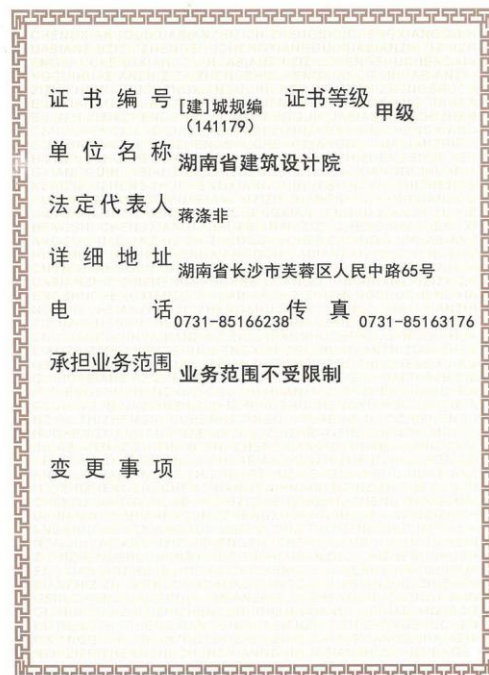 证书编号 [建]城规编 证书等级 甲级
(141179)
单位名称 湖南省建筑设计院
法定代表人 蒋涤非
详细地址 湖南省长沙市芙蓉区人民中路65号
电话 0731-85166238 传真 0731-85163176
承担业务范围 业务范围不受限制
变更事项